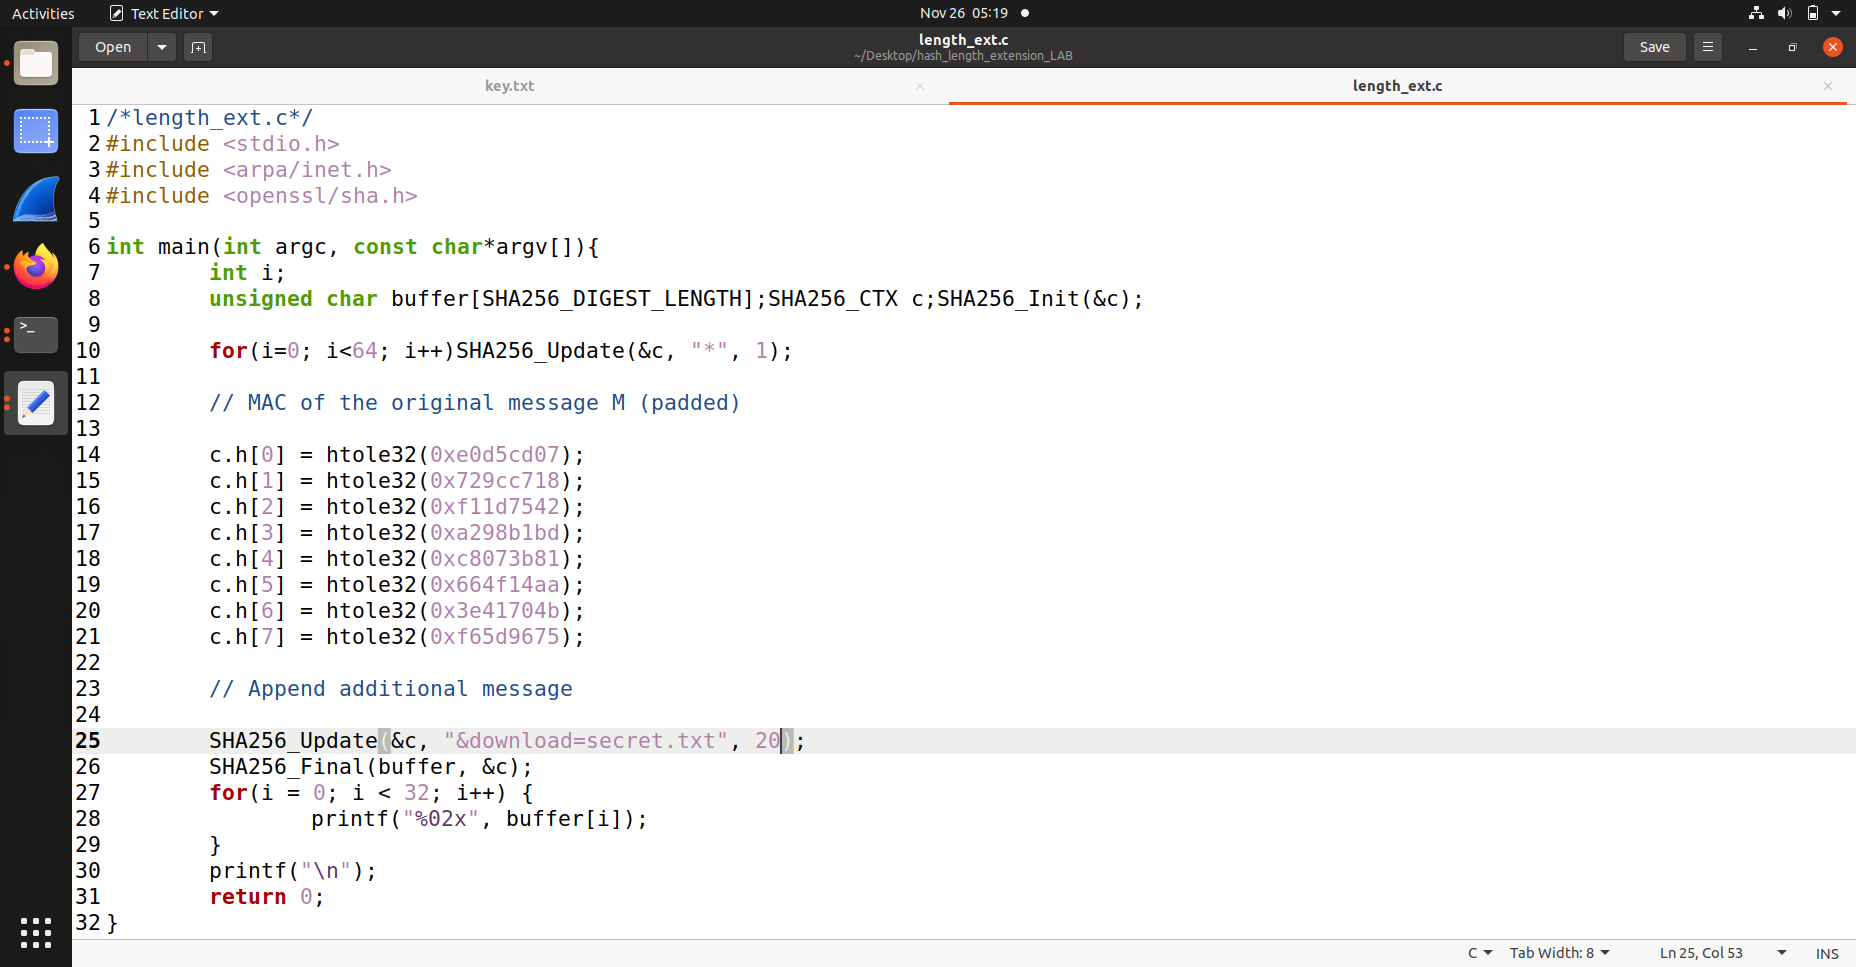 Activities
Text Editor
Nov 26 05:19
Open
length_ext.c
~/Desktop/hash_length_extension_LAB
Save
key.txt
length_ext.c
1 /*length_ext.c*/
2 #include <stdio.h>
3 #include <arpa/inet.h>
4 #include <openssl/sha.h>
5
6 int main(int argc, const char*argv[]){
7 int i;
8 unsigned char buffer[SHA256_DIGEST_LENGTH];SHA256_CTX c;SHA256_Init(&c);
9
10 for(i=0; i<64; i++)SHA256_Update(&c, "*", 1);
11
12 // MAC of the original message M (padded)
13
14 c.h[0] = htole32(0xe0d5cd07);
15 c.h[1] = htole32(0x729cc718);
16 c.h[2] = htole32(0xf11d7542);
17 c.h[3] = htole32(0xa298b1bd);
18 c.h[4] = htole32(0xc8073b81);
19 c.h[5] = htole32(0x664f14aa);
20 c.h[6] = htole32(0x3e41704b);
21 c.h[7] = htole32(0xf65d9675);
22
23 // Append additional message
24
25 SHA256_Update(&c, "&download=secret.txt", 20);
26 SHA256_Final(buffer, &c);
27 for(i = 0; i < 32; i++) {
28 printf("%02x", buffer[i]);
29 }
30 printf("\n");
31 return 0;
32 }
C
Tab Width: 8
Ln 25, Col 53
INS